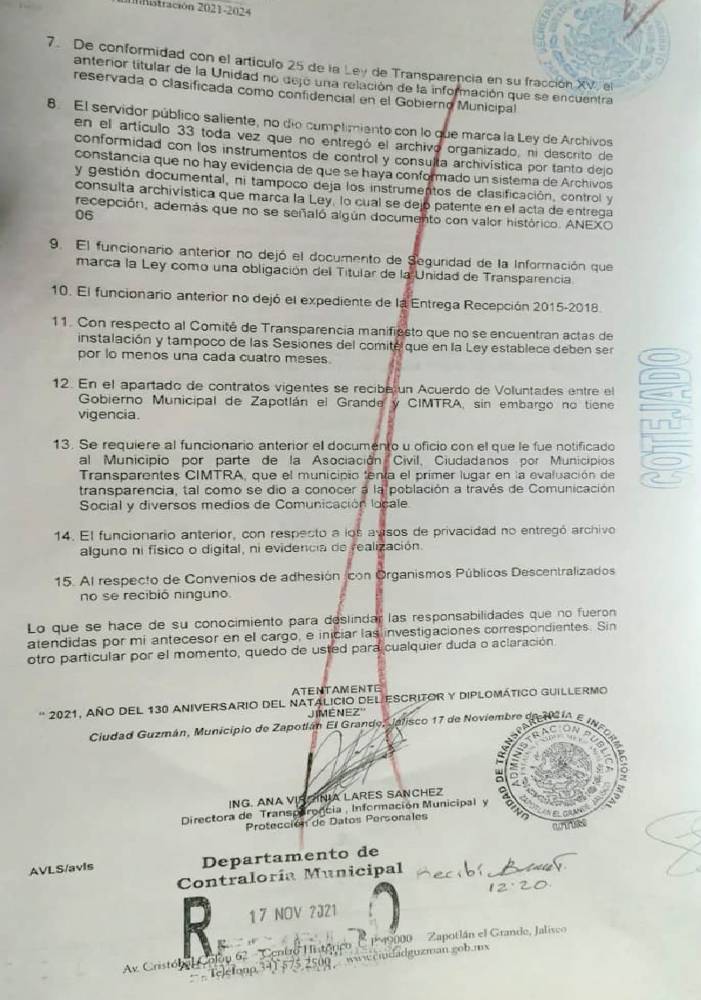 Administración 2021-2024
7. De conformidad con el artículo 25 de la Ley de Transparencia en su fracción XV, el
anterior titular de la Unidad no dejó una relación de la información que se encuentra
reservada o clasificada como confidencial en el Gobierno Municipal.
8. El servidor público saliente, no dio cumplimiento con lo que marca la Ley de Archivos
en el artículo 33 toda vez que no entregó el archivo organizado, ni descrito de
conformidad con los instrumentos de control y consulta archivística por tanto dejo
constancia que no hay evidencia de que se haya conformado un sistema de Archivos
y gestión documental, ni tampoco deja los instrumentos de clasificación, control y
consulta archivística que marca la Ley, lo cual se dejó patente en el acta de entrega
recepción, además que no se señaló algún documento con valor histórico. ANEXO
06
9. El funcionario anterior no dejó el documento de Seguridad de la Información que
marca la Ley como una obligación del Titular de la Unidad de Transparencia.
10. El funcionario anterior no dejó el expediente de la Entrega Recepción 2015-2018.
11. Con respecto al Comité de Transparencia manifiesto que no se encuentran actas de
instalación y tampoco de las Sesiones del comité que en la Ley establece deben ser
por lo menos una cada cuatro meses.
COTEJADO
12. En el apartado de contratos vigentes se recibe un Acuerdo de Voluntades entre el
Gobierno Municipal de Zapotlán el Grande y CIMTRA, sin embargo no tiene
vigencia.
13. Se requiere al funcionario anterior el documento u oficio con el que le fue notificado
al Municipio por parte de la Asociación Civil, Ciudadanos por Municipios
Transparentes CIMTRA, que el municipio tenía el primer lugar en la evaluación de
transparencia, tal como se dio a conocer a la población a través de Comunicación
Social y diversos medios de Comunicación locale.
14. El funcionario anterior, con respecto a los avisos de privacidad no entregó archivo
alguno ni físico o digital, ni evidencia de realización.
15. Al respecto de Convenios de adhesión con Organismos Públicos Descentralizados
no se recibió ninguno.
Lo que se hace de su conocimiento para deslindar las responsabilidades que no fueron
atendidas por mi antecesor en el cargo, e iniciar las investigaciones correspondientes. Sin
otro particular por el momento, quedo de usted para cualquier duda o aclaración.
ATENTAMENTE
" 2021, AÑO DEL 130 ANIVERSARIO DEL NATALICIO DEL ESCRITOR Y DIPLOMÁTICO GUILLERMO
JIMÉNEZ"
Ciudad Guzmán, Municipio de Zapotlán El Grande, Jalisco 17 de Noviembre de 2021
UNIDAD DE TRANSPARENCIA E INFORMACIÓN MPAL
ADMINISTRACIÓN PÚBLICA
ZAPOTLÁN EL GRANDE, JALISCO
UTIM
ING. ANA VIRGINIA LARES SANCHEZ
Directora de Transparencia, Información Municipal y
Protección de Datos Personales
AVLS/avls
Departamento de
Contraloría Municipal
Recibí
12:20.
17 NOV 2021
Av. Cristóbal Colón 62 Centro Histórico C.P 49000 Zapotlán el Grande, Jalisco
Teléfono 341 575 2500 www.ciudadguzman.gob.mx